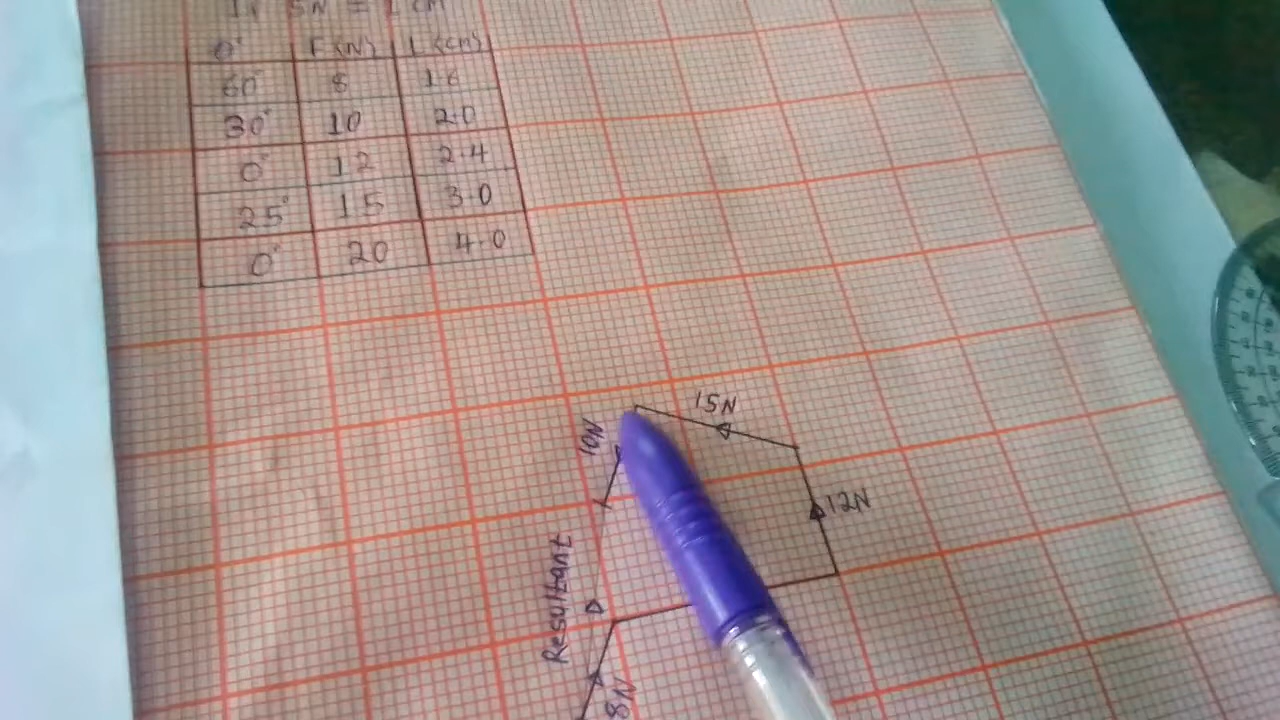 5N = 1 cm
0° F(N) L(cm)
60° 8 1.6
30° 10 2.0
0° 12 2.4
25° 15 3.0
0° 20 4.0
15N
10N
12N
Resultant
8N